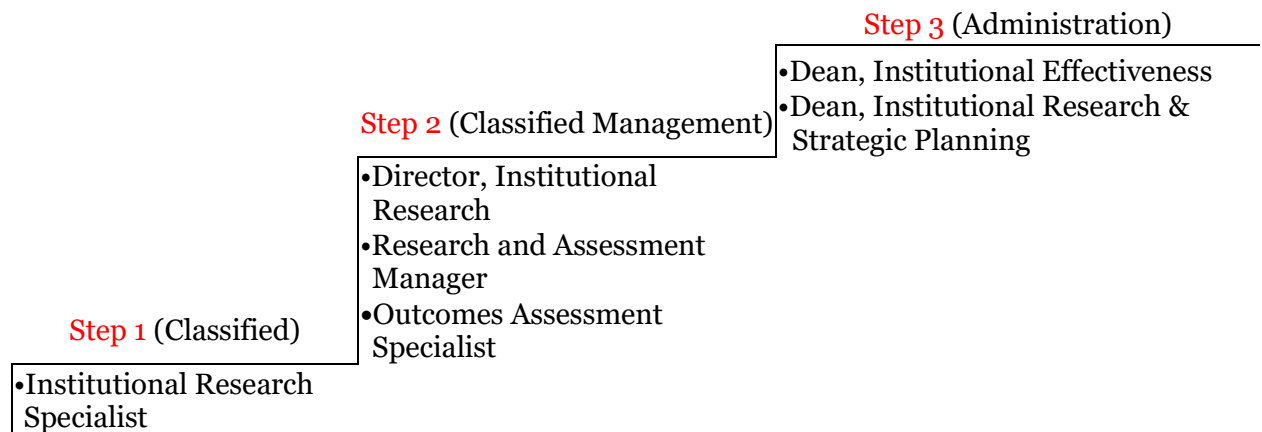 Step 3 (Administration)
•Dean, Institutional Effectiveness
•Dean, Institutional Research &
Strategic Planning
Step 2 (Classified Management)
•Director, Institutional
Research
•Research and Assessment
Manager
•Outcomes Assessment
Specialist
Step 1 (Classified)
•Institutional Research
Specialist